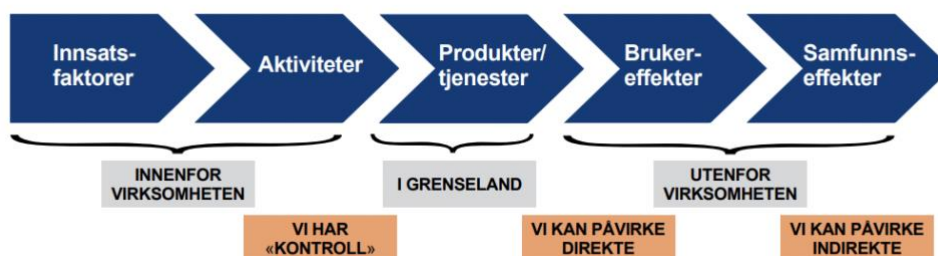 Innsats-
faktorer
Aktiviteter
Produkter/
tjenester
Bruker-
effekter
Samfunns-
effekter
INNENFOR
VIRKSOMHETEN
I GRENSELAND
UTENFOR
VIRKSOMHETEN
VI HAR
«KONTROLL»
VI KAN PÅVIRKE
DIREKTE
VI KAN PÅVIRKE
INDIREKTE